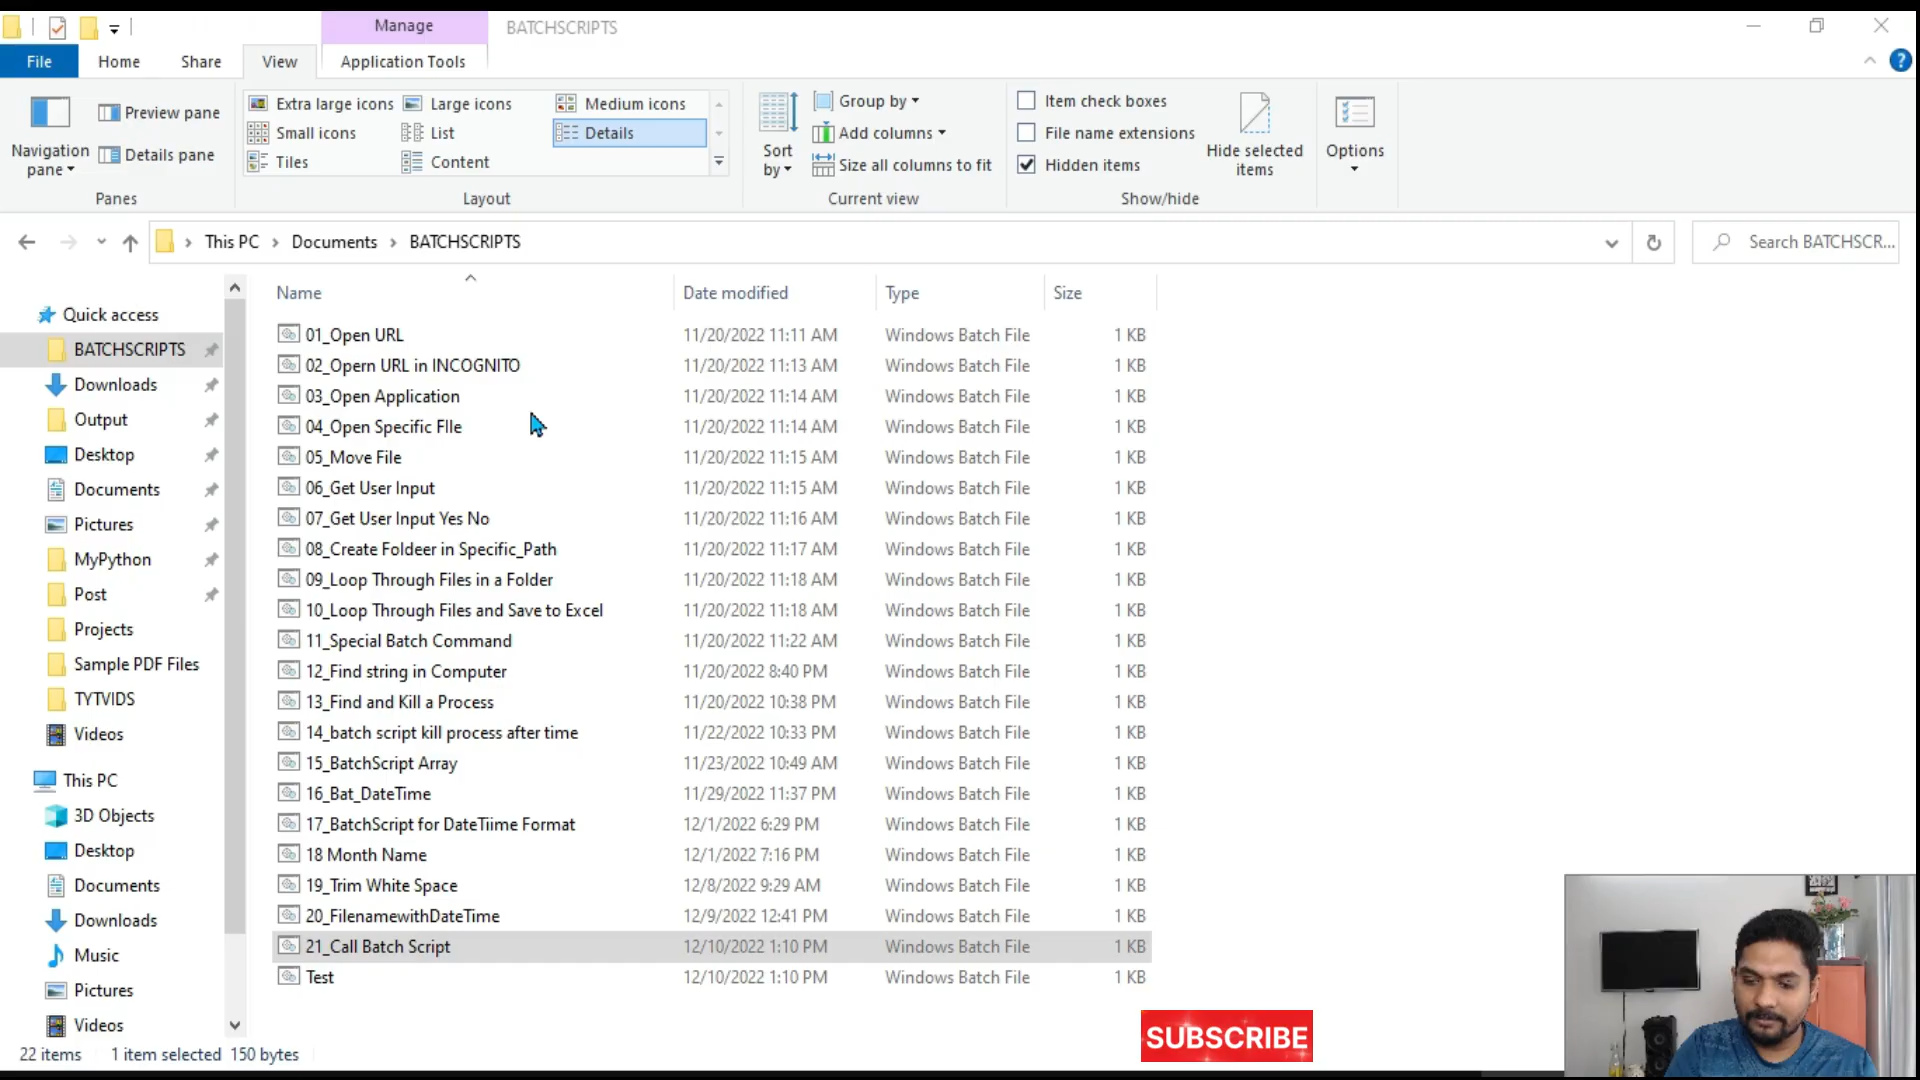 Manage
BATCHSCRIPTS
File
Home
Share
View
Application Tools
?
Navigation pane
Preview pane
Details pane
Panes
Extra large icons
Large icons
Medium icons
Small icons
List
Details
Tiles
Content
Layout
Sort by
Group by
Add columns
Size all columns to fit
Current view
Item check boxes
File name extensions
Hidden items
Hide selected items
Show/hide
Options
This PC
Documents
BATCHSCRIPTS
Search BATCHSCR...
Quick access
BATCHSCRIPTS
Downloads
Output
Desktop
Documents
Pictures
MyPython
Post
Projects
Sample PDF Files
TYTVIDS
Videos
This PC
3D Objects
Desktop
Documents
Downloads
Music
Pictures
Videos
Name Date modified Type Size
01_Open URL 11/20/2022 11:11 AM Windows Batch File 1 KB
02_Opern URL in INCOGNITO 11/20/2022 11:13 AM Windows Batch File 1 KB
03_Open Application 11/20/2022 11:14 AM Windows Batch File 1 KB
04_Open Specific FIle 11/20/2022 11:14 AM Windows Batch File 1 KB
05_Move File 11/20/2022 11:15 AM Windows Batch File 1 KB
06_Get User Input 11/20/2022 11:15 AM Windows Batch File 1 KB
07_Get User Input Yes No 11/20/2022 11:16 AM Windows Batch File 1 KB
08_Create Foldeer in Specific_Path 11/20/2022 11:17 AM Windows Batch File 1 KB
09_Loop Through Files in a Folder 11/20/2022 11:18 AM Windows Batch File 1 KB
10_Loop Through Files and Save to Excel 11/20/2022 11:18 AM Windows Batch File 1 KB
11_Special Batch Command 11/20/2022 11:22 AM Windows Batch File 1 KB
12_Find string in Computer 11/20/2022 8:40 PM Windows Batch File 1 KB
13_Find and Kill a Process 11/20/2022 10:38 PM Windows Batch File 1 KB
14_batch script kill process after time 11/22/2022 10:33 PM Windows Batch File 1 KB
15_BatchScript Array 11/23/2022 10:49 AM Windows Batch File 1 KB
16_Bat_DateTime 11/29/2022 11:37 PM Windows Batch File 1 KB
17_BatchScript for DateTiime Format 12/1/2022 6:29 PM Windows Batch File 1 KB
18 Month Name 12/1/2022 7:16 PM Windows Batch File 1 KB
19_Trim White Space 12/8/2022 9:29 AM Windows Batch File 1 KB
20_FilenamewithDateTime 12/9/2022 12:41 PM Windows Batch File 1 KB
21_Call Batch Script 12/10/2022 1:10 PM Windows Batch File 1 KB
Test 12/10/2022 1:10 PM Windows Batch File 1 KB
SUBSCRIBE
22 items 1 item selected 150 bytes